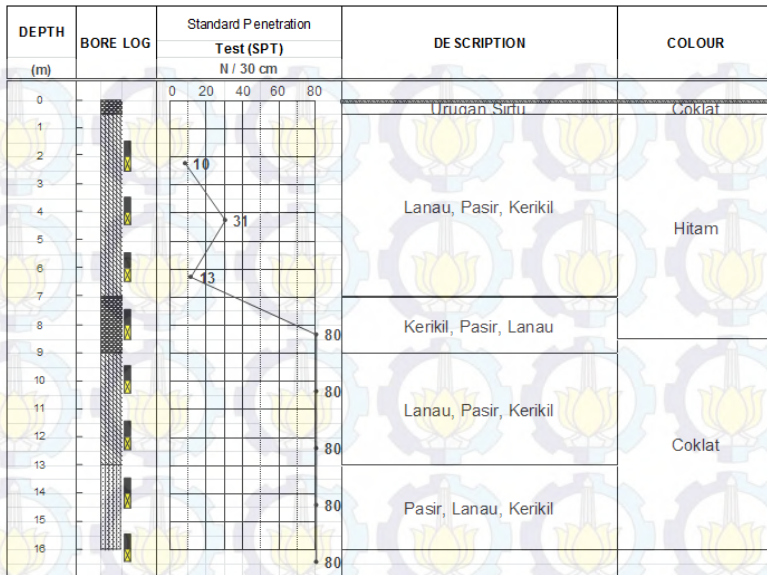 DEPTH
BORE LOG
Standard Penetration
Test (SPT)
DESCRIPTION
COLOUR
(m)
N / 30 cm
0 20 40 60 80
0
Urugan Sirtu
Coklat
1
2
10
3
Lanau, Pasir, Kerikil
4
31
Hitam
5
6
13
7
8
80
Kerikil, Pasir, Lanau
9
10
80
11
Lanau, Pasir, Kerikil
12
80
Coklat
13
14
80
Pasir, Lanau, Kerikil
15
16
80